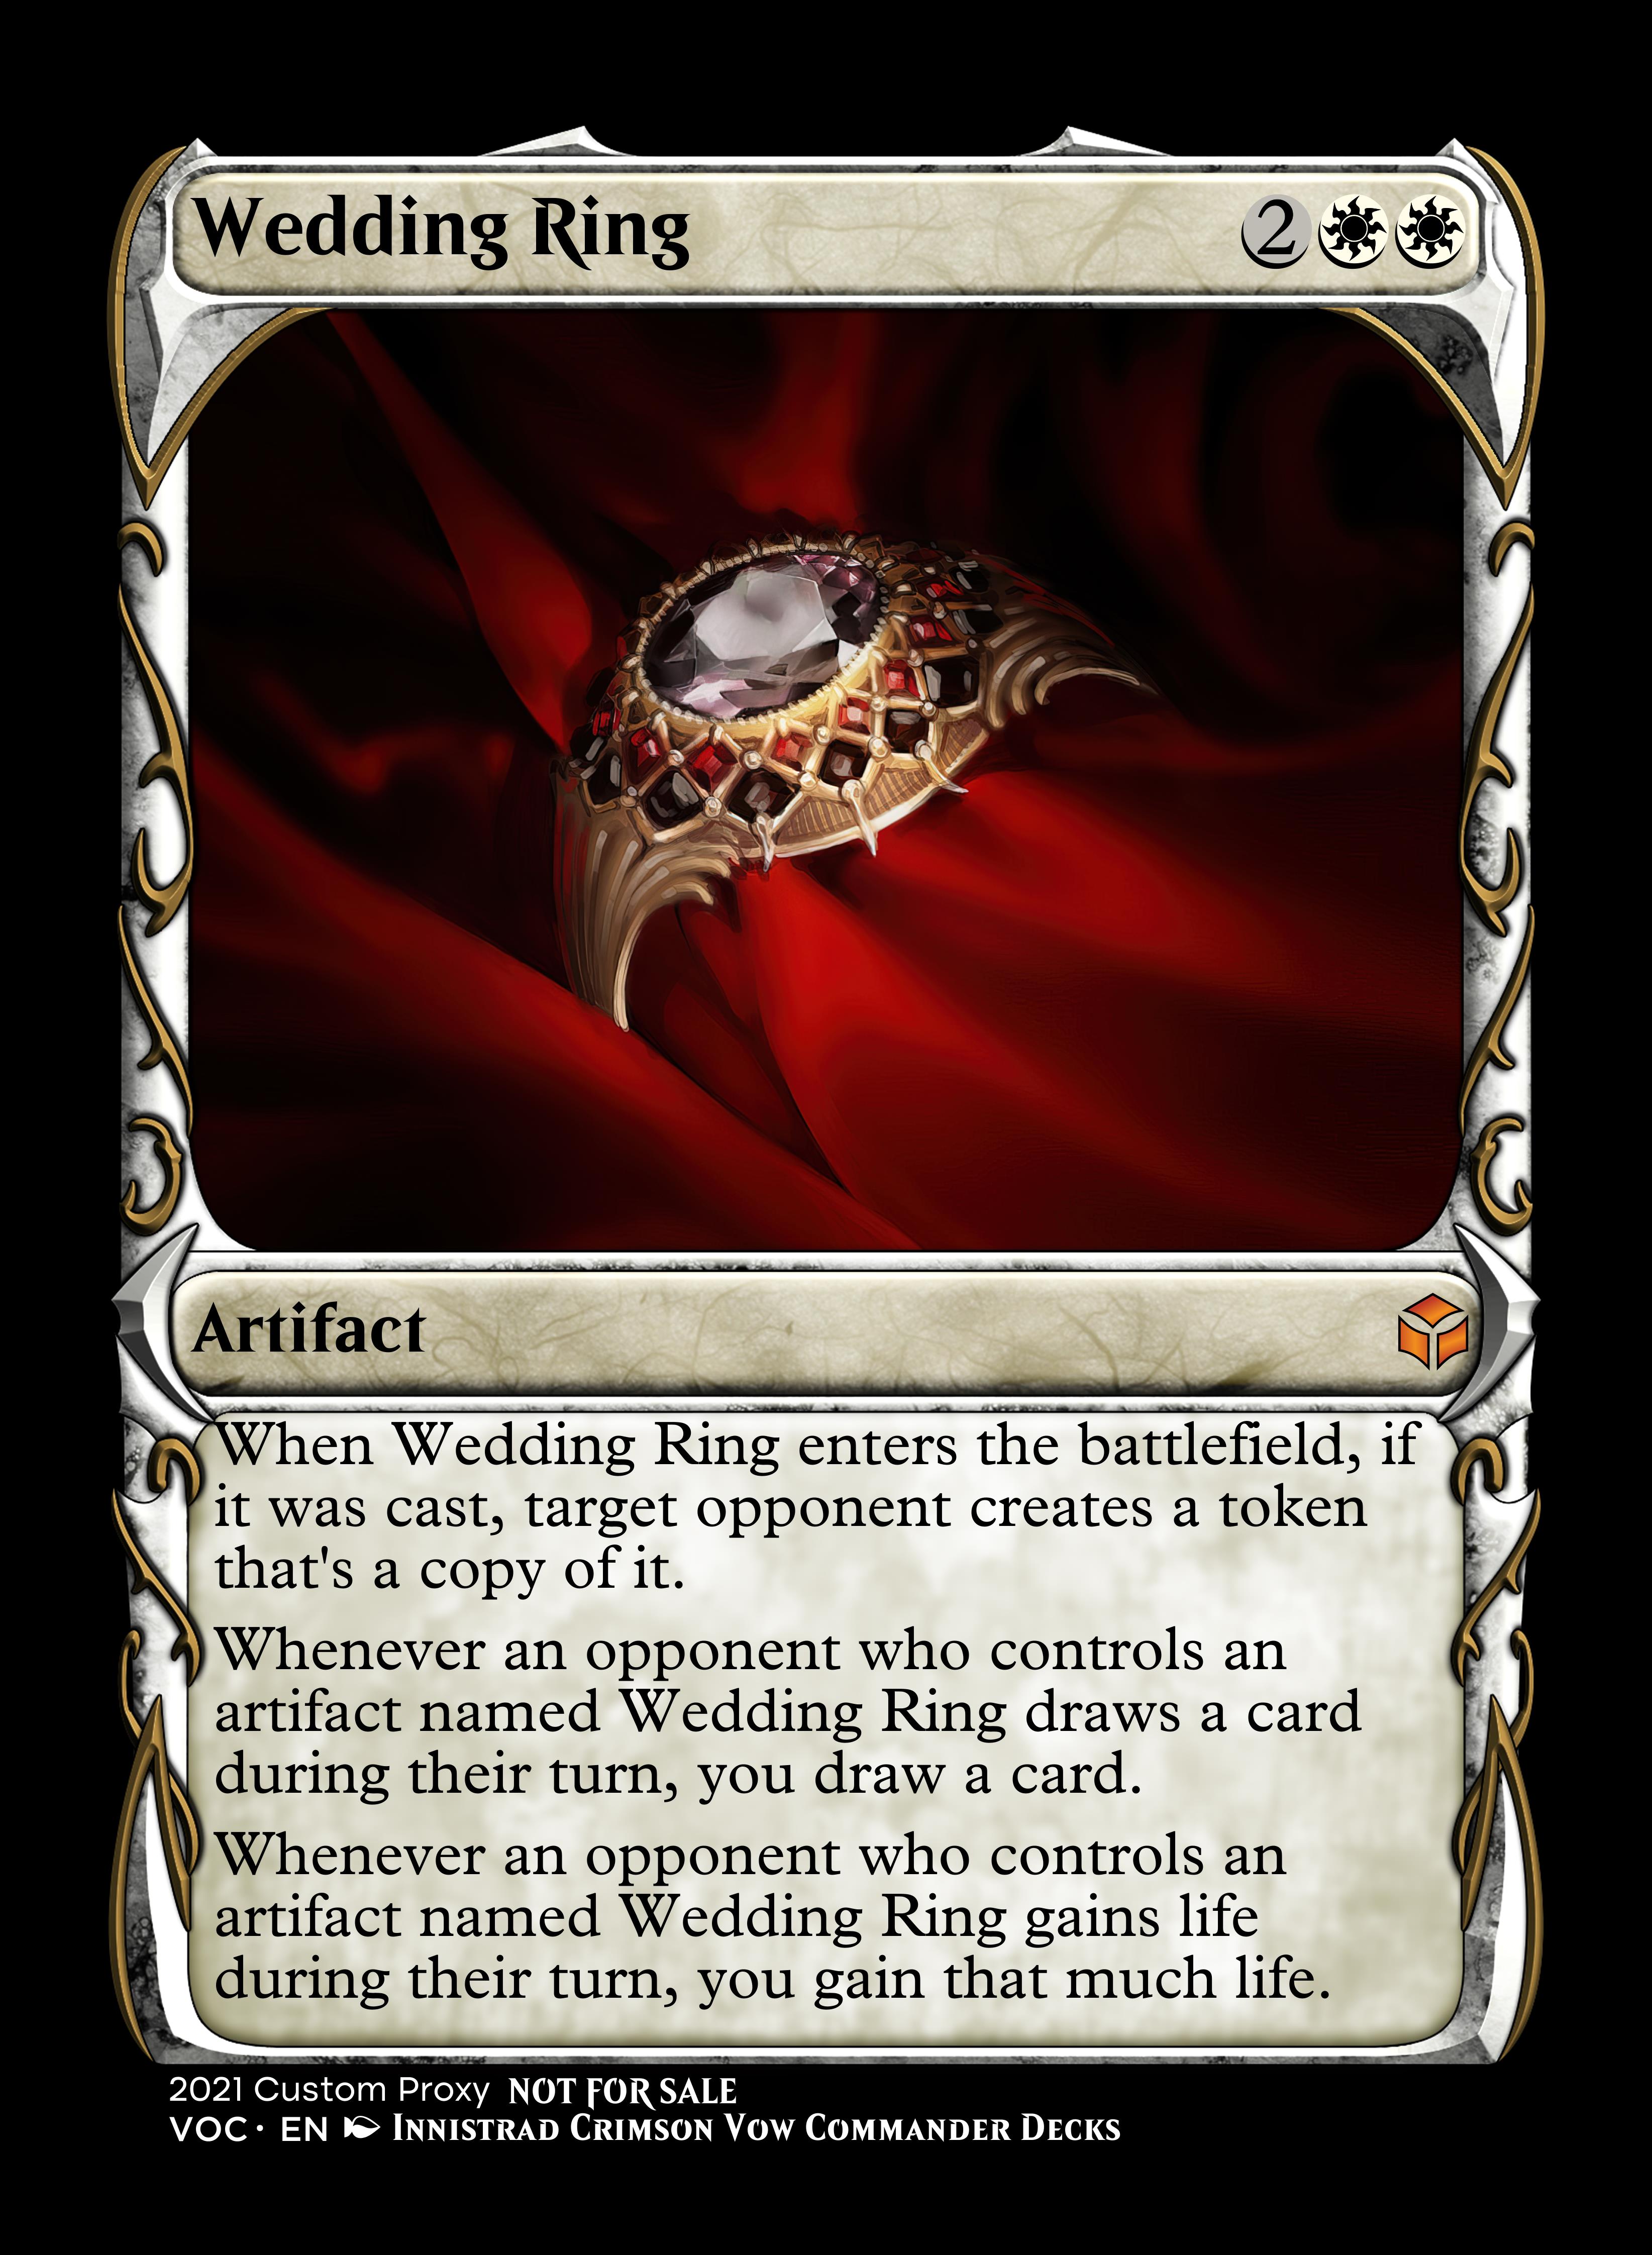 Wedding Ring 2
Artifact
When Wedding Ring enters the battlefield, if
it was cast, target opponent creates a token
that's a copy of it.
Whenever an opponent who controls an
artifact named Wedding Ring draws a card
during their turn, you draw a card.
Whenever an opponent who controls an
artifact named Wedding Ring gains life
during their turn, you gain that much life.
2021 Custom Proxy NOT FOR SALE
VOC · EN Innistrad Crimson Vow Commander Decks